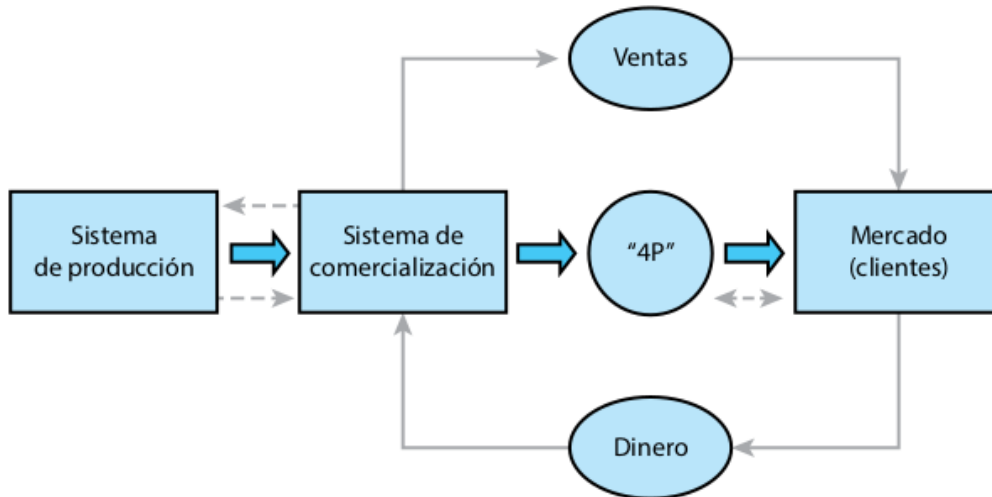 Ventas
Sistema
de producción
Sistema de
comercialización
“4P”
Mercado
(clientes)
Dinero